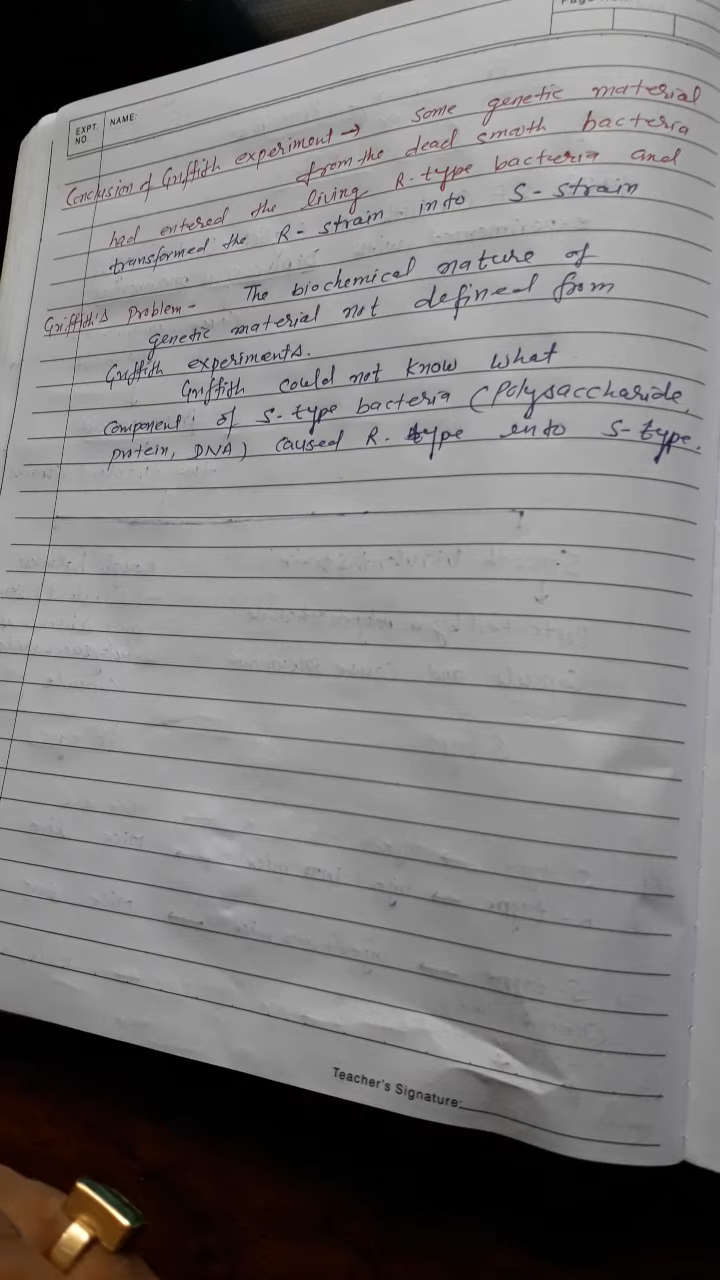 EXPT. NO.
NAME:
Conclusion of Griffith experiment → some genetic material
from the dead smooth bacteria
had entered the living R-type bacteria and
transformed the R-strain into S-strain
Griffith's Problem - The biochemical nature of
genetic material not defined from
Griffith experiments.
Griffith could not know what
component of S-type bacteria (Polysaccharide,
protein, DNA) caused R-type into S-type.
Teacher's Signature: